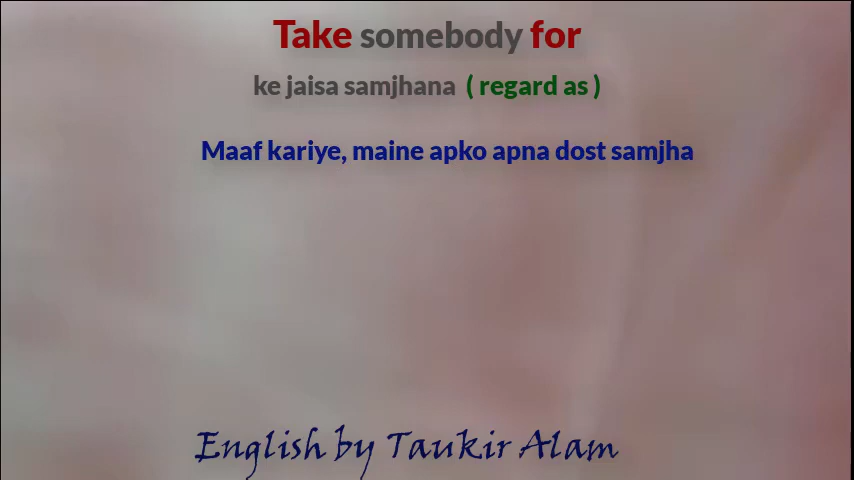 Take somebody for
ke jaisa samjhana ( regard as )
Maaf kariye, maine apko apna dost samjha
English by Taukir Alam